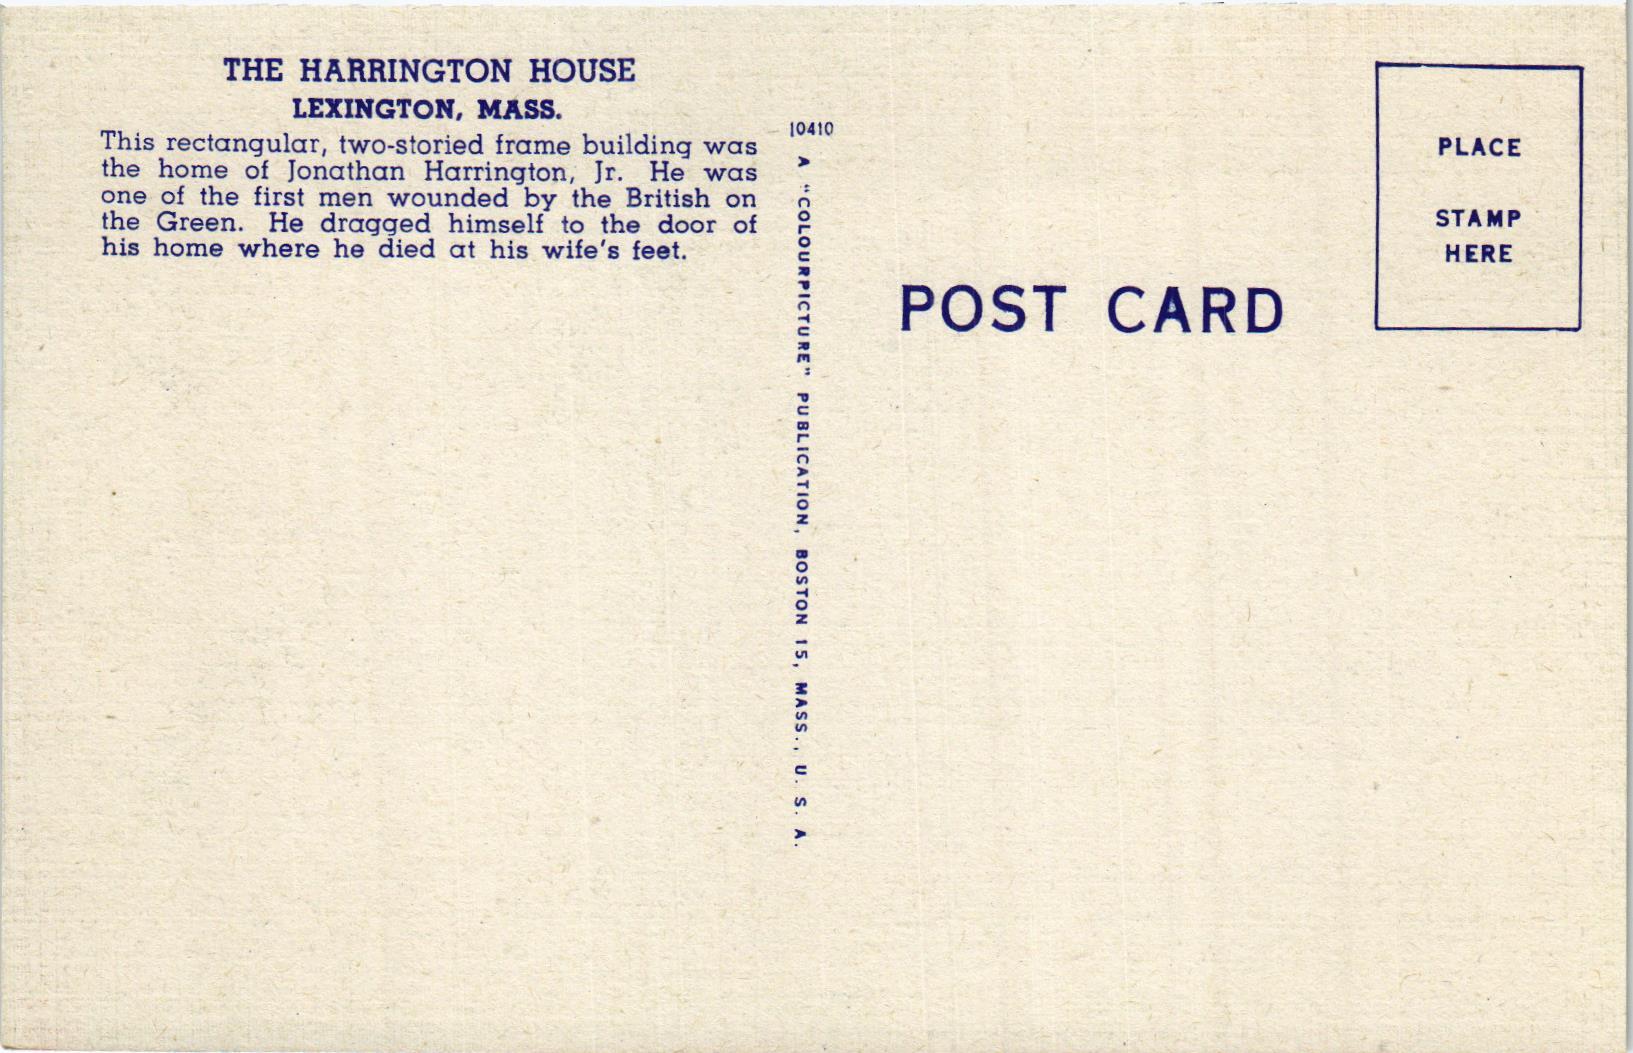 THE HARRINGTON HOUSE
LEXINGTON, MASS.
This rectangular, two-storied frame building was
the home of Jonathan Harrington, Jr. He was
one of the first men wounded by the British on
the Green. He dragged himself to the door of
his home where he died at his wife's feet.
10410
A "COLOURPICTURE" PUBLICATION, BOSTON 15, MASS., U. S. A.
POST CARD
PLACE
STAMP
HERE